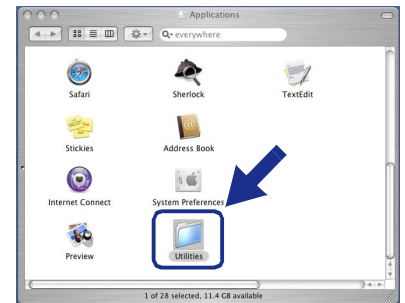 Applications
everywhere
Safari
Sherlock
TextEdit
Stickies
Address Book
Internet Connect
System Preferences
Preview
Utilities
1 of 28 selected, 11.4 GB available